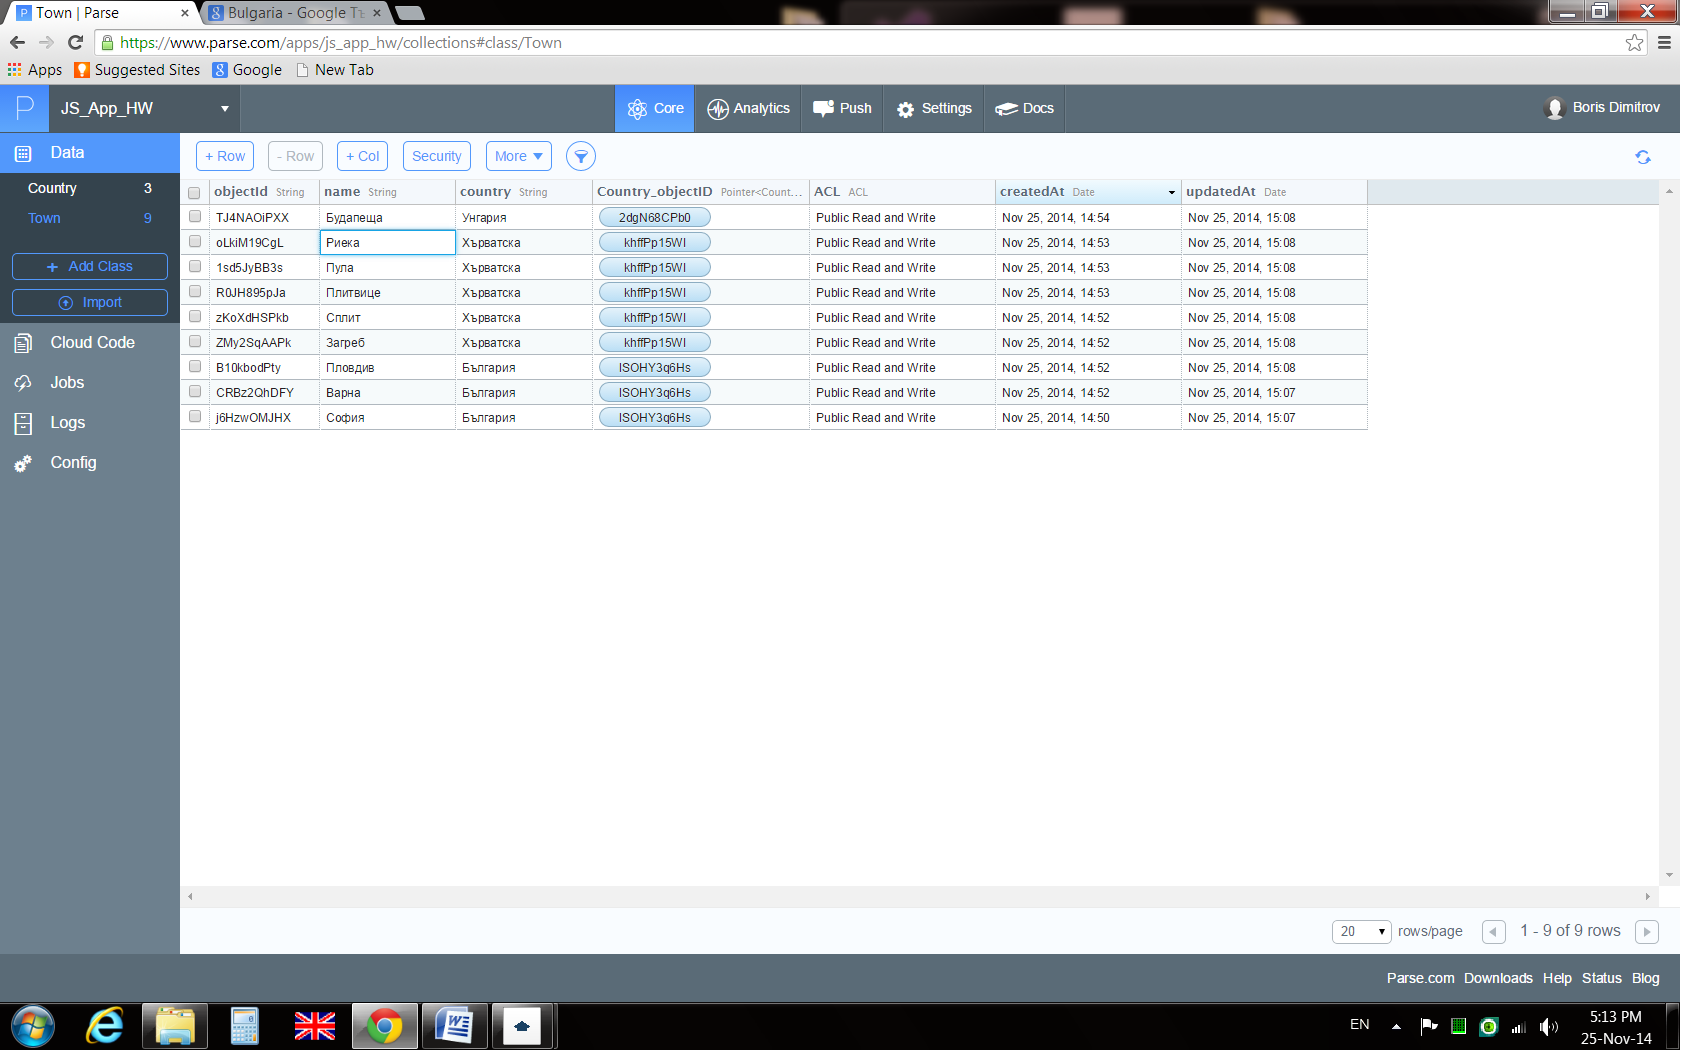 Town | Parse
Bulgaria - Google Tъ
https://www.parse.com/apps/js_app_hw/collections#class/Town
Apps Suggested Sites Google New Tab
JS_App_HW Core Analytics Push Settings Docs Boris Dimitrov
Data
Country 3
Town 9
+ Add Class
Import
Cloud Code
Jobs
Logs
Config
+ Row - Row + Col Security More
objectId String name String country String Country_objectID Pointer<Count... ACL ACL createdAt Date updatedAt Date
TJ4NAOiPXX Будапеща Унгария 2dgN68CPb0 Public Read and Write Nov 25, 2014, 14:54 Nov 25, 2014, 15:08
oLkiM19CgL Риека Хърватска khffPp15WI Public Read and Write Nov 25, 2014, 14:53 Nov 25, 2014, 15:08
1sd5JyBB3s Пула Хърватска khffPp15WI Public Read and Write Nov 25, 2014, 14:53 Nov 25, 2014, 15:08
R0JH895pJa Плитвице Хърватска khffPp15WI Public Read and Write Nov 25, 2014, 14:53 Nov 25, 2014, 15:08
zKoXdHSPkb Сплит Хърватска khffPp15WI Public Read and Write Nov 25, 2014, 14:52 Nov 25, 2014, 15:08
ZMy2SqAAPk Загреб Хърватска khffPp15WI Public Read and Write Nov 25, 2014, 14:52 Nov 25, 2014, 15:08
B10kbodPty Пловдив България ISOHY3q6Hs Public Read and Write Nov 25, 2014, 14:52 Nov 25, 2014, 15:08
CRBz2QhDFY Варна България ISOHY3q6Hs Public Read and Write Nov 25, 2014, 14:52 Nov 25, 2014, 15:07
j6HzwOMJHX София България ISOHY3q6Hs Public Read and Write Nov 25, 2014, 14:50 Nov 25, 2014, 15:07
20 rows/page 1 - 9 of 9 rows
Parse.com Downloads Help Status Blog
EN 5:13 PM
25-Nov-14